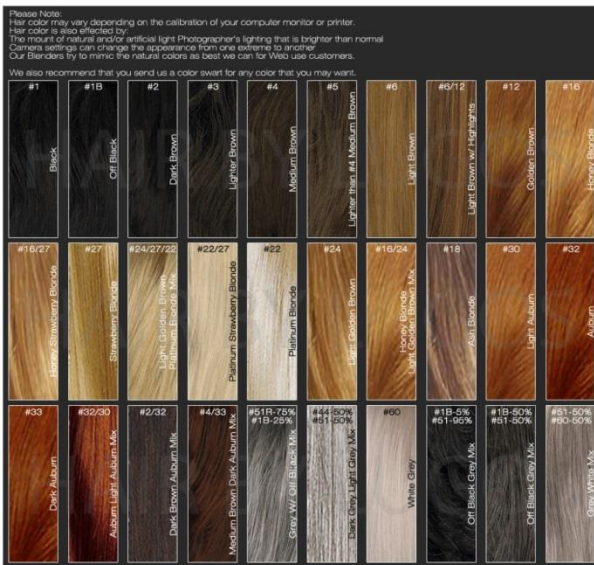 Please Note:
Hair color may vary depending on the calibration of your computer monitor or printer.
Hair color is also effected by:
The mount of natural and/or artificial light Photographer's lighting that is brighter than normal
Camera settings can change the appearance from one extreme to another
Our Blenders try to mimic the natural colors as best we can for Web use customers.
We also recommend that you send us a color swart for any color that you may want.
#1
Black
#1B
Off Black
#2
Dark Brown
#3
Lighter Brown
#4
Medium Brown
#5
Lighter than #4 Medium Brown
#6
Light Brown
#6/12
Light Brown w/ Highlights
#12
Golden Brown
#16
Honey Blonde
#16/27
Honey Strawberry Blonde
#27
Strawberry Blonde
#24/27/22
Light Golden Brown
Platinum Blonde Mix
#22/27
Platinum Strawberry Blonde
#22
Platinum Blonde
#24
Light Golden Brown
#16/24
Honey Blonde
Light Golden Brown Mix
#18
Ash Blonde
#30
Light Auburn
#32
Auburn
#33
Dark Auburn
#32/30
Auburn Light Auburn Mix
#2/32
Dark Brown Auburn Mix
#4/33
Medium Brown Dark Auburn Mix
#51R-75%
#1B-25%
Grey W/ Off Black Mix
#44-50%
#51-50%
Dark Grey Light Grey Mix
#60
White Grey
#1B-5%
#51-95%
Off Black Grey Mix
#1B-50%
#51-50%
Off Black Grey Mix
#51-50%
#60-50%
Grey White Mix